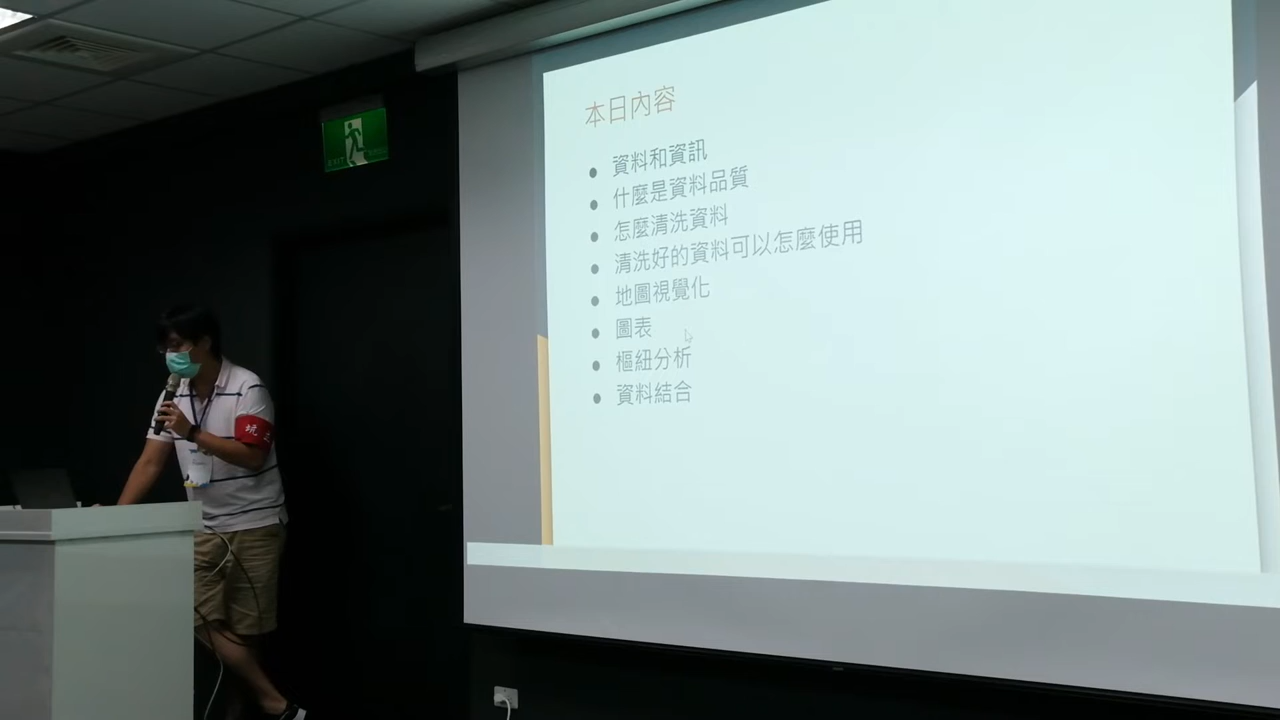 本日內容
資料和資訊
什麼是資料品質
怎麼清洗資料
清洗好的資料可以怎麼使用
地圖視覺化
圖表
樞紐分析
資料結合
EXIT
坑